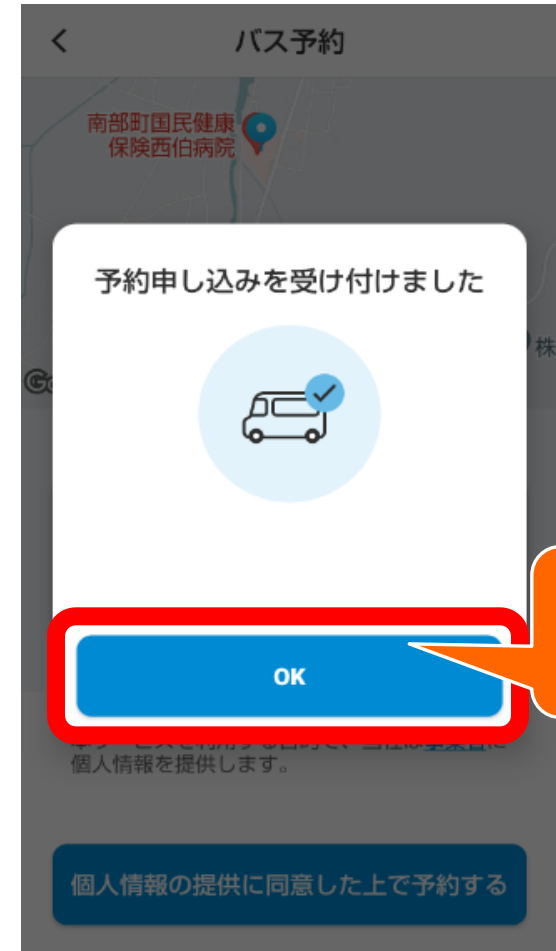 バス予約
南部町国民健康
保険西伯病院
予約申し込みを受け付けました
株
OK
個人情報を提供します。
個人情報の提供に同意した上で予約する